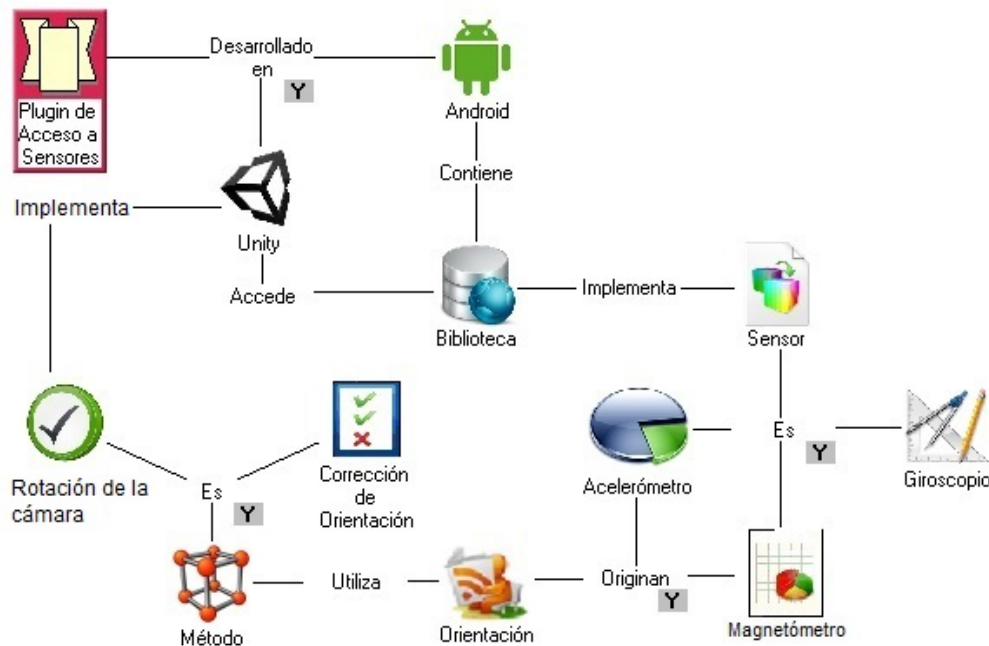 Desarrollado
en
Y
Plugin de
Acceso a
Sensores
Android
Contiene
Implementa
Unity
Accede
Biblioteca
Implementa
Sensor
Rotación de la
cámara
Es
Y
Corrección
de
Orientación
Acelerómetro
Es
Y
Giroscopio
Método
Utiliza
Orientación
Originan
Y
Magnetómetro